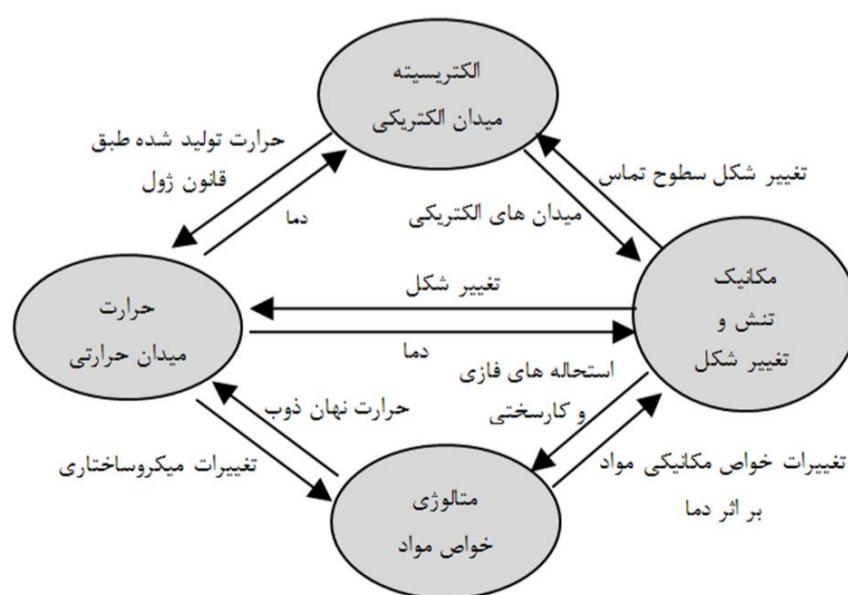 الکتریسیته
میدان الکتریکی
حرارت تولید شده طبق
قانون ژول
دما
تغییر شکل سطوح تماس
میدان های الکتریکی
مکانیک
تنش و
تغییر شکل
حرارت
میدان حرارتی
تغییر شکل
دما
استحاله های فازی
و کارسختی
حرارت نهان ذوب
تغییرات میکروساختاری
تغییرات خواص مکانیکی مواد
بر اثر دما
متالوژی
خواص مواد